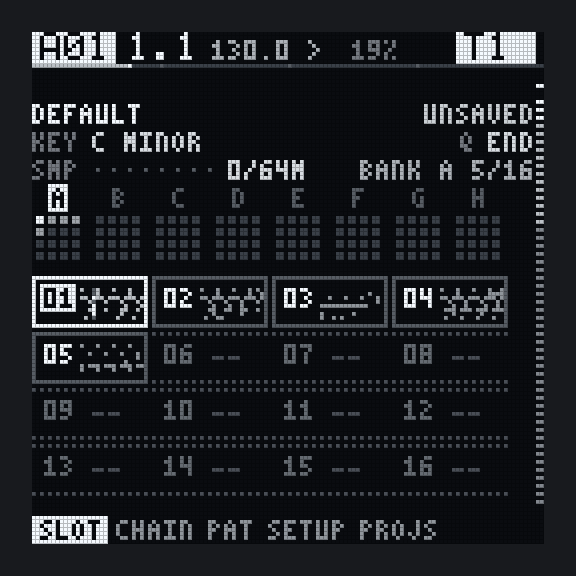 A01 1.1 130.0 > 19% T1
DEFAULT UNSAVED
KEY C MINOR Q END
SMP ········ 0/64M BANK A 5/16
A B C D E F G H
01 02 03 04
05 06 -- 07 -- 08 --
09 -- 10 -- 11 -- 12 --
13 -- 14 -- 15 -- 16 --
SLOT CHAIN PAT SETUP PROJS